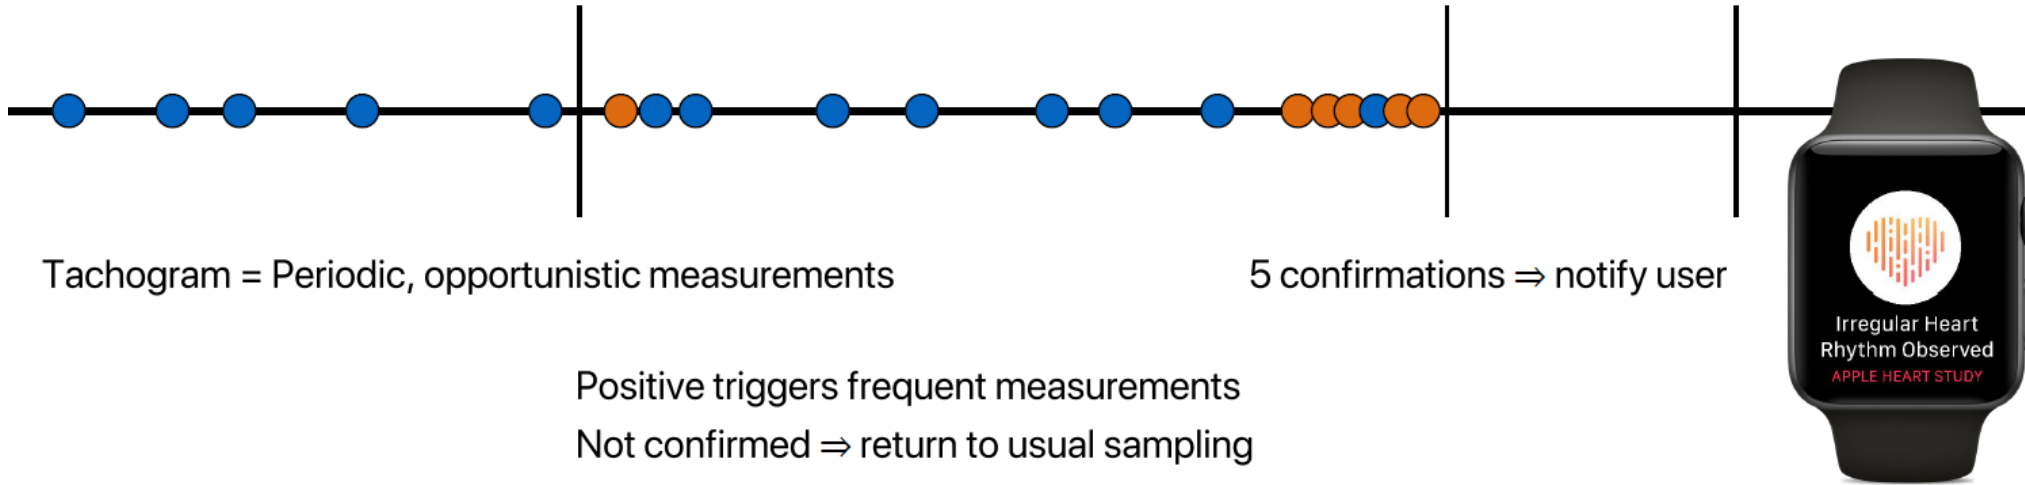 Tachogram = Periodic, opportunistic measurements
5 confirmations ⇒ notify user
Positive triggers frequent measurements
Not confirmed ⇒ return to usual sampling
Irregular Heart
Rhythm Observed
APPLE HEART STUDY